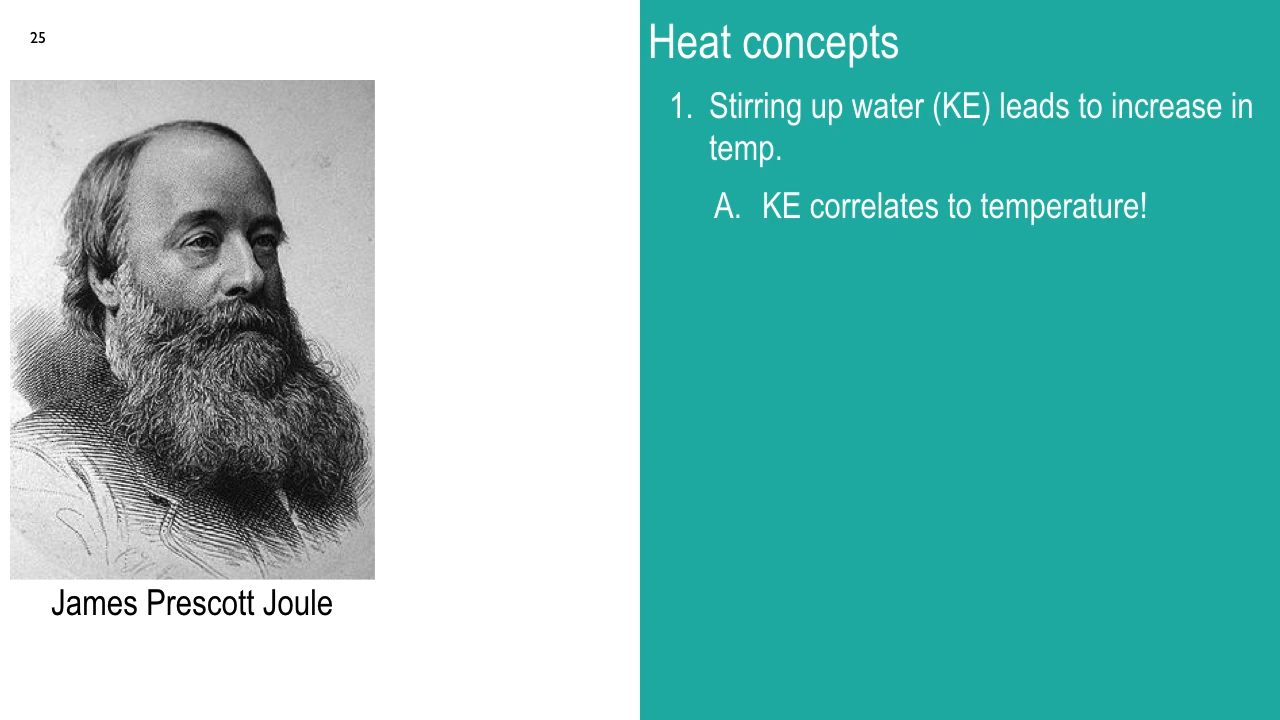 25
James Prescott Joule
Heat concepts
1. Stirring up water (KE) leads to increase in
temp.
A. KE correlates to temperature!